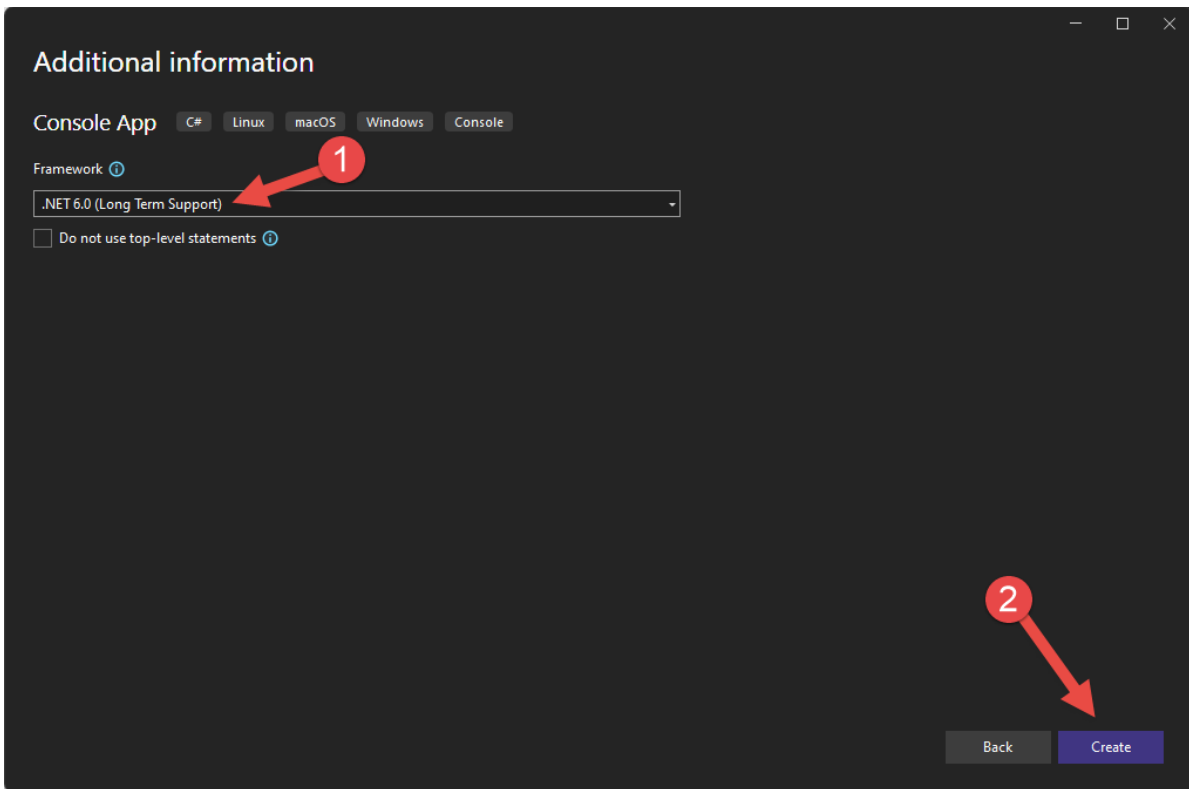 Additional information
Console App C# Linux macOS Windows Console
Framework
1
.NET 6.0 (Long Term Support)
Do not use top-level statements
2
Back Create